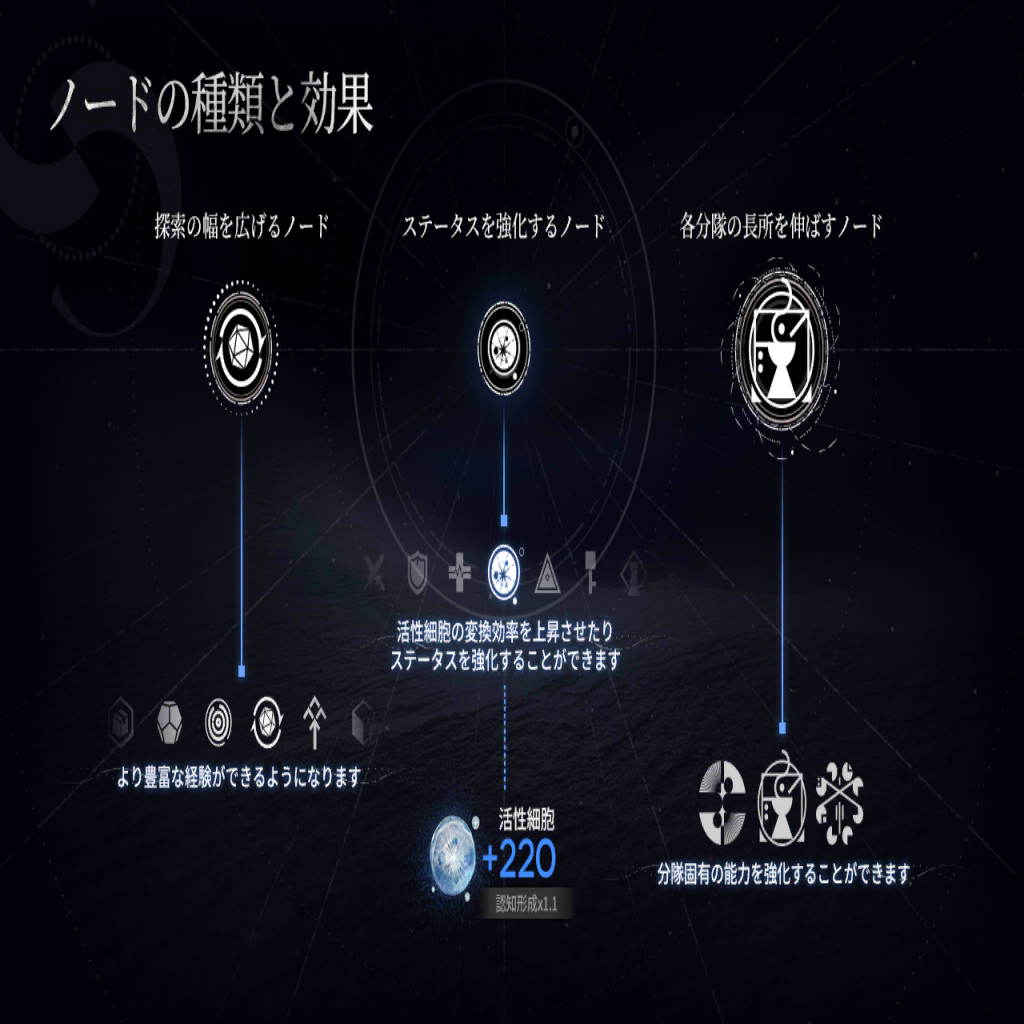 ノードの種類と効果
探索の幅を広げるノード
ステータスを強化するノード
各分隊の長所を伸ばすノード
活性細胞の変換効率を上昇させたり
ステータスを強化することができます
より豊富な経験ができるようになります
活性細胞
+220
認知形成x1.1
分隊固有の能力を強化することができます